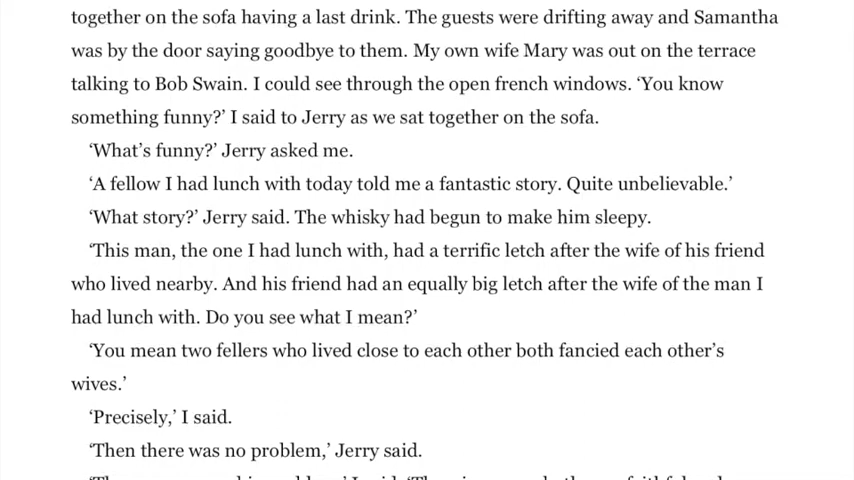 together on the sofa having a last drink. The guests were drifting away and Samantha
was by the door saying goodbye to them. My own wife Mary was out on the terrace
talking to Bob Swain. I could see through the open french windows. ‘You know
something funny?’ I said to Jerry as we sat together on the sofa.
‘What’s funny?’ Jerry asked me.
‘A fellow I had lunch with today told me a fantastic story. Quite unbelievable.’
‘What story?’ Jerry said. The whisky had begun to make him sleepy.
‘This man, the one I had lunch with, had a terrific letch after the wife of his friend
who lived nearby. And his friend had an equally big letch after the wife of the man I
had lunch with. Do you see what I mean?’
‘You mean two fellers who lived close to each other both fancied each other’s
wives.’
‘Precisely,’ I said.
‘Then there was no problem,’ Jerry said.